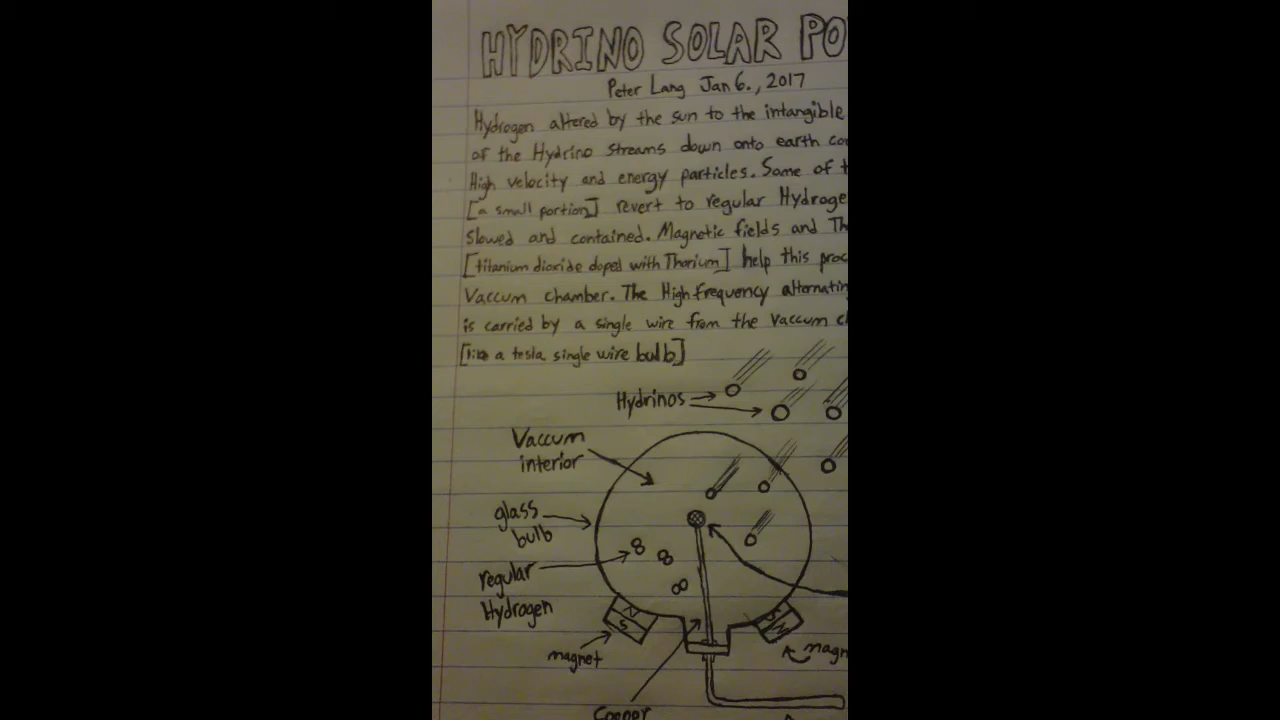 HYDRINO SOLAR PO
Peter Lang Jan 6., 2017
Hydrogen altered by the sun to the intangible
of the Hydrino streams down onto earth co
High velocity and energy particles. Some of t
[a small portion] revert to regular Hydroge
slowed and contained. Magnetic fields and Th
[titanium dioxide doped with Thorium] help this proc
Vaccum chamber. The High frequency alternatin
is carried by a single wire from the vaccum c
[like a tesla single wire bulb]
Hydrinos
Vaccum
interior
glass
bulb
regular
Hydrogen
N
S
S
N
magnet
magn
Copper